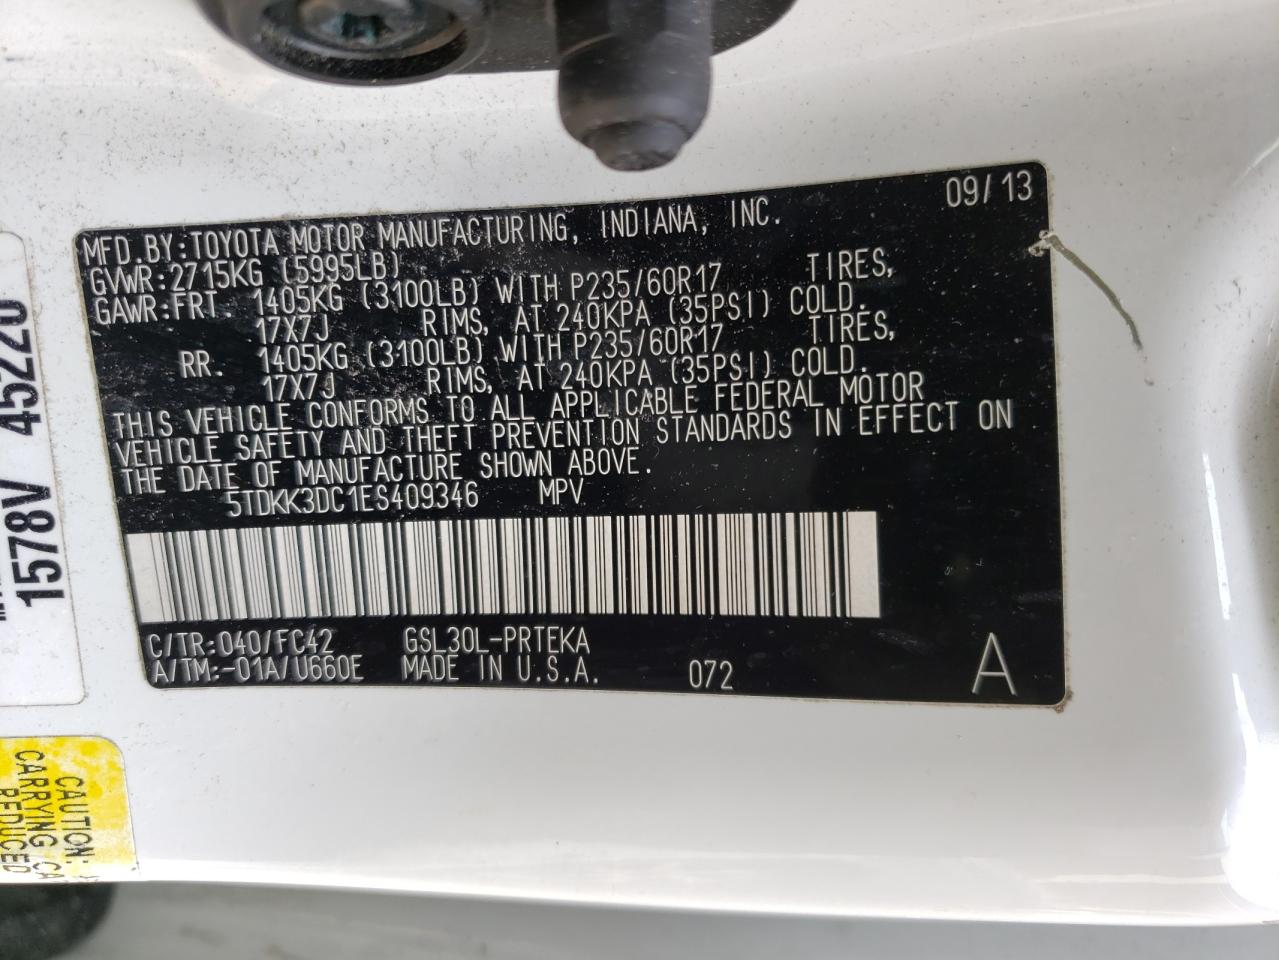 09/13
MFD.BY:TOYOTA MOTOR MANUFACTURING, INDIANA, INC.
GVWR:2715KG (5995LB)
GAWR:FRT. 1405KG (3100LB) WITH P235/60R17 TIRES,
17X7J RIMS, AT 240KPA (35PSI) COLD.
RR. 1405KG (3100LB) WITH P235/60R17 TIRES,
17X7J RIMS, AT 240KPA (35PSI) COLD.
THIS VEHICLE CONFORMS TO ALL APPLICABLE FEDERAL MOTOR
VEHICLE SAFETY AND THEFT PREVENTION STANDARDS IN EFFECT ON
THE DATE OF MANUFACTURE SHOWN ABOVE.
5TDKK3DC1ES409346 MPV
C/TR:040/FC42 GSL30L-PRTEKA
A/TM:-01A/U660E MADE IN U.S.A. 072 A
1578V 45220
CAUTION:
CARRYING CA
REDUCED